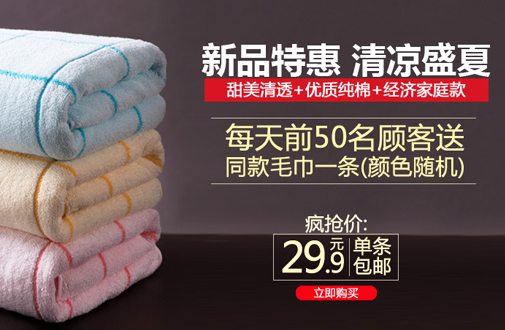 新品特惠 清凉盛夏
甜美清透+优质纯棉+经济家庭款
每天前50名顾客送
同款毛巾一条(颜色随机)
疯抢价:
29.9元 单条包邮
立即购买